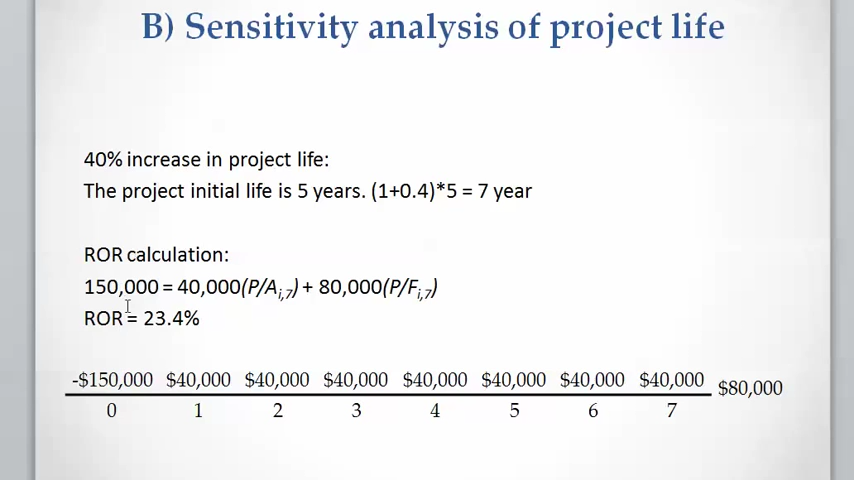 B) Sensitivity analysis of project life
40% increase in project life:
The project initial life is 5 years. (1+0.4)*5 = 7 year
ROR calculation:
150,000 = 40,000(P/A i,7) + 80,000(P/F i,7)
ROR = 23.4%
-$150,000 $40,000 $40,000 $40,000 $40,000 $40,000 $40,000 $40,000 $80,000
0 1 2 3 4 5 6 7